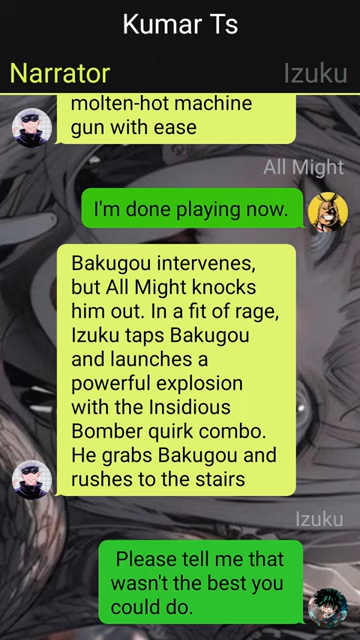 Kumar Ts
Narrator
Izuku
molten-hot machine
gun with ease
All Might
I'm done playing now.
Bakugou intervenes,
but All Might knocks
him out. In a fit of rage,
Izuku taps Bakugou
and launches a
powerful explosion
with the Insidious
Bomber quirk combo.
He grabs Bakugou and
rushes to the stairs
Izuku
Please tell me that
wasn't the best you
could do.